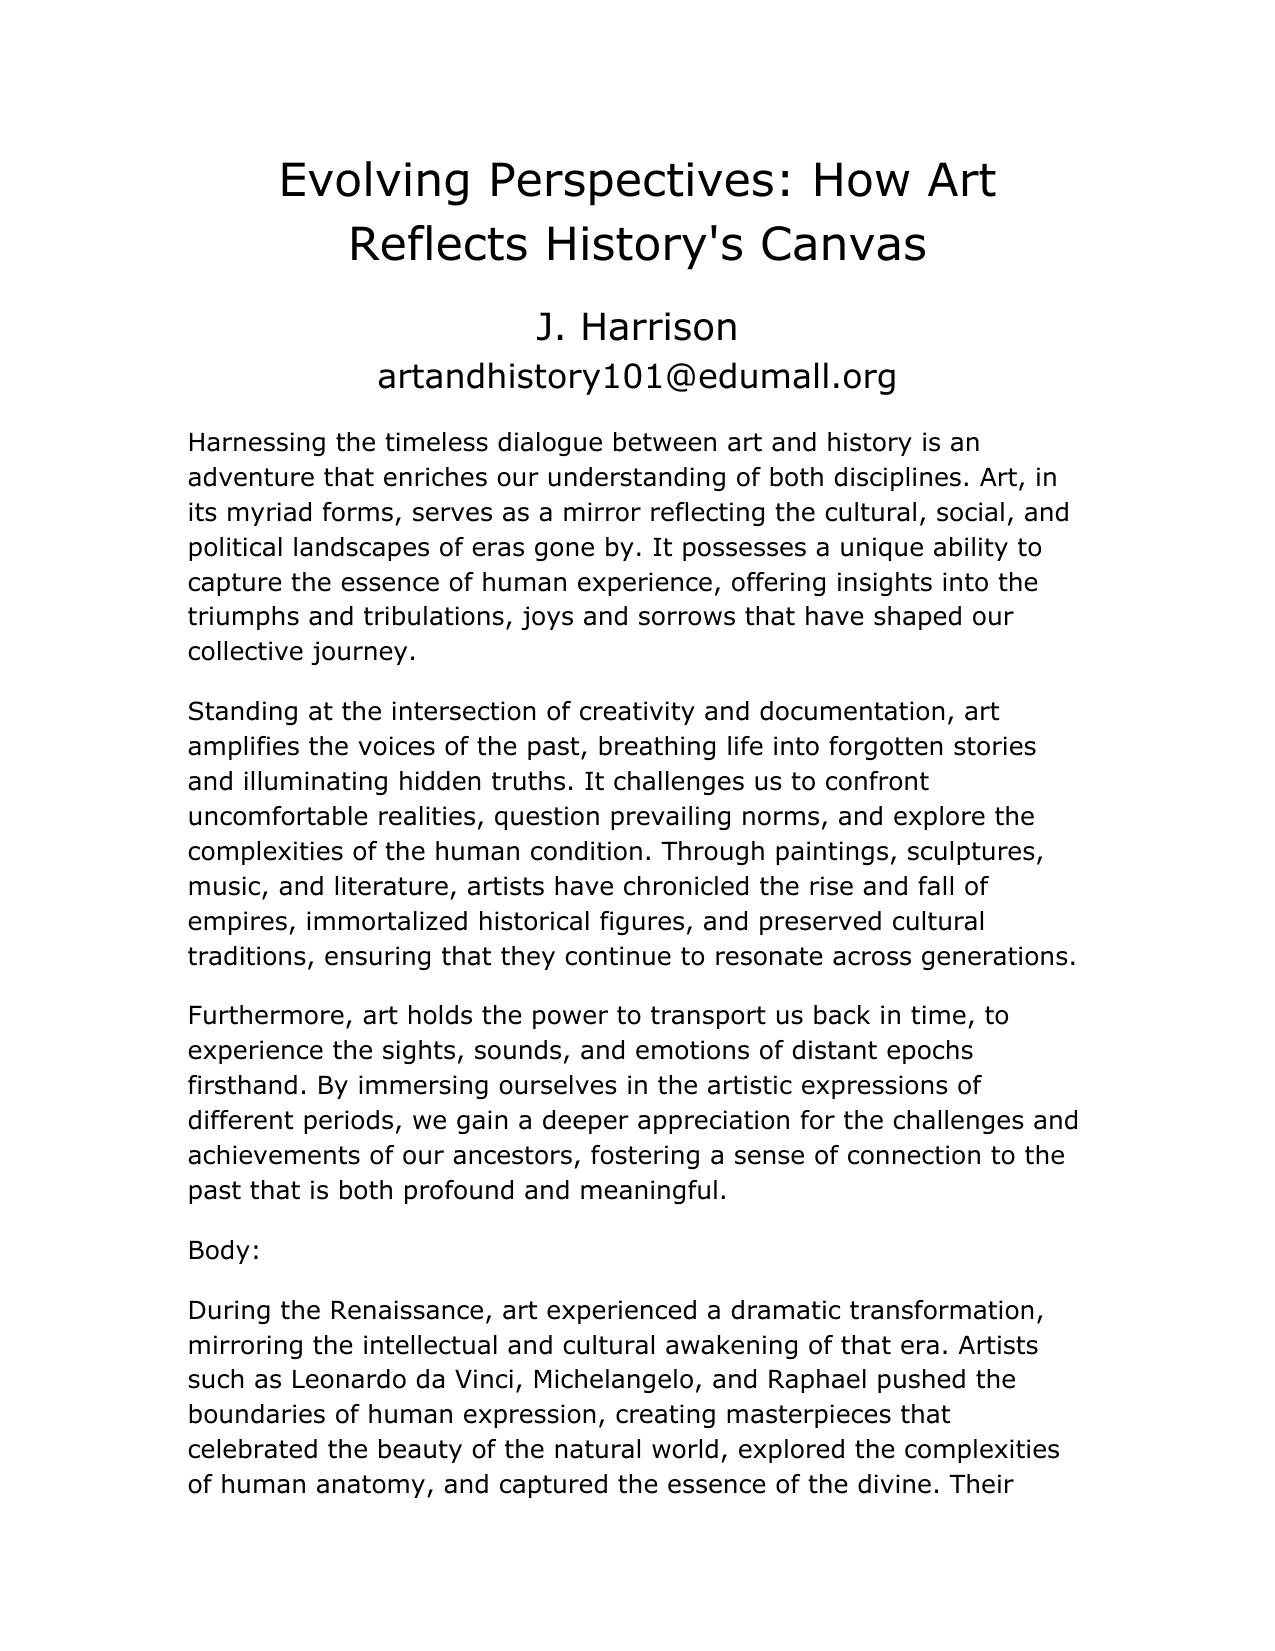 Evolving Perspectives: How Art
Reflects History's Canvas
J. Harrison
artandhistory101@edumall.org
Harnessing the timeless dialogue between art and history is an
adventure that enriches our understanding of both disciplines. Art, in
its myriad forms, serves as a mirror reflecting the cultural, social, and
political landscapes of eras gone by. It possesses a unique ability to
capture the essence of human experience, offering insights into the
triumphs and tribulations, joys and sorrows that have shaped our
collective journey.
Standing at the intersection of creativity and documentation, art
amplifies the voices of the past, breathing life into forgotten stories
and illuminating hidden truths. It challenges us to confront
uncomfortable realities, question prevailing norms, and explore the
complexities of the human condition. Through paintings, sculptures,
music, and literature, artists have chronicled the rise and fall of
empires, immortalized historical figures, and preserved cultural
traditions, ensuring that they continue to resonate across generations.
Furthermore, art holds the power to transport us back in time, to
experience the sights, sounds, and emotions of distant epochs
firsthand. By immersing ourselves in the artistic expressions of
different periods, we gain a deeper appreciation for the challenges and
achievements of our ancestors, fostering a sense of connection to the
past that is both profound and meaningful.
Body:
During the Renaissance, art experienced a dramatic transformation,
mirroring the intellectual and cultural awakening of that era. Artists
such as Leonardo da Vinci, Michelangelo, and Raphael pushed the
boundaries of human expression, creating masterpieces that
celebrated the beauty of the natural world, explored the complexities
of human anatomy, and captured the essence of the divine. Their